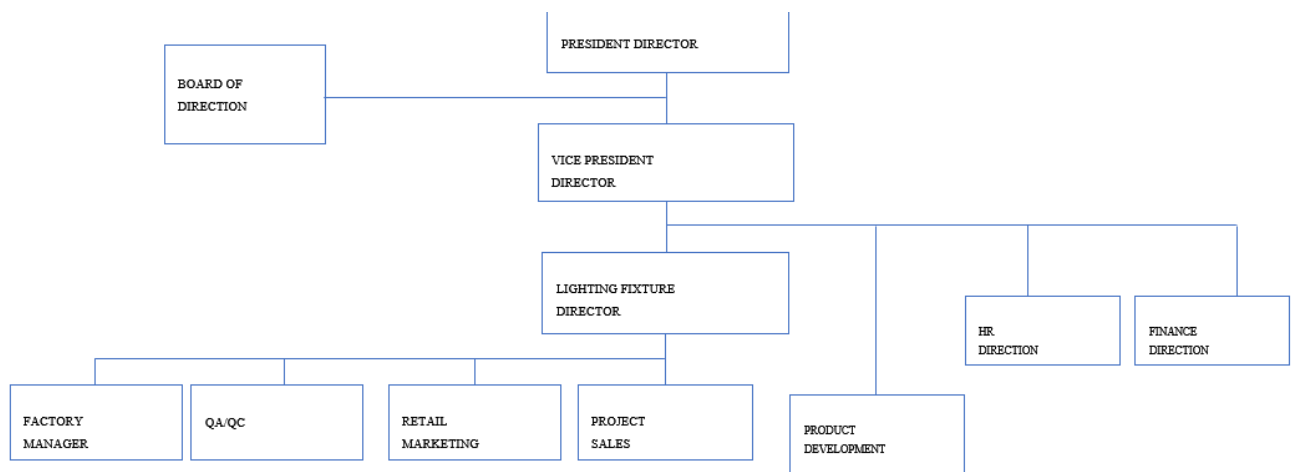 PRESIDENT DIRECTOR
BOARD OF
DIRECTION
VICE PRESIDENT
DIRECTOR
LIGHTING FIXTURE
DIRECTOR
HR
DIRECTION
FINANCE
DIRECTION
FACTORY
MANAGER
QA/QC
RETAIL
MARKETING
PROJECT
SALES
PRODUCT
DEVELOPMENT